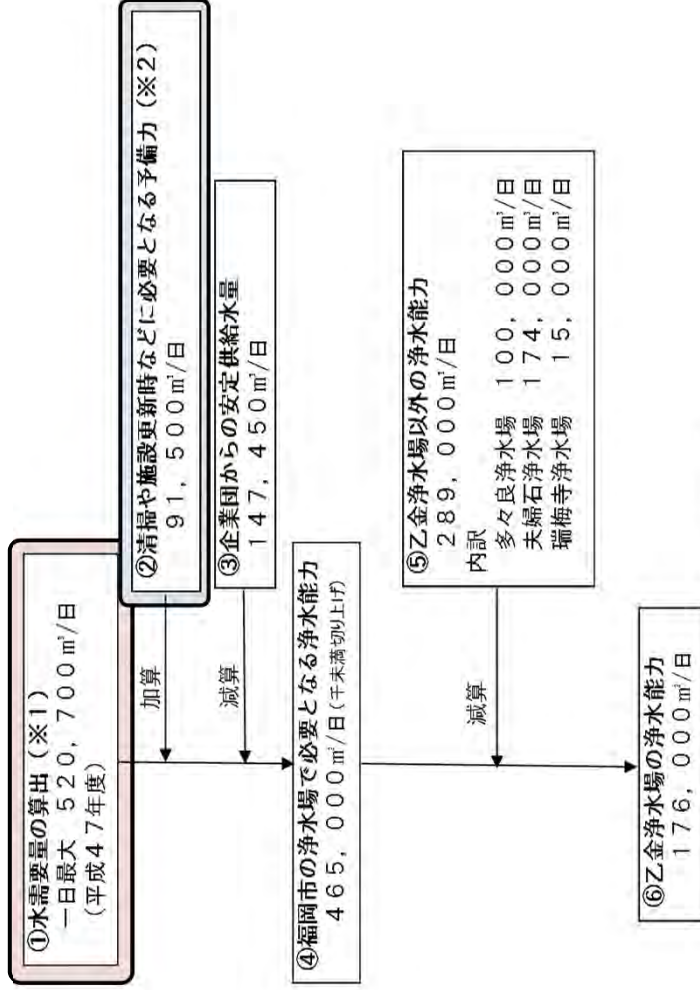 ①水需要量の算出（※1）
一日最大 520,700㎥/日
（平成47年度）
加算
②清掃や施設更新時などに必要となる予備力（※2）
91,500㎥/日
減算
③企業団からの安定供給水量
147,450㎥/日
④福岡市の浄水場で必要となる浄水能力
465,000㎥/日(千未満切り上げ)
減算
⑤乙金浄水場以外の浄水能力
289,000㎥/日
内訳
多々良浄水場 100,000㎥/日
夫婦石浄水場 174,000㎥/日
瑞梅寺浄水場 15,000㎥/日
⑥乙金浄水場の浄水能力
176,000㎥/日